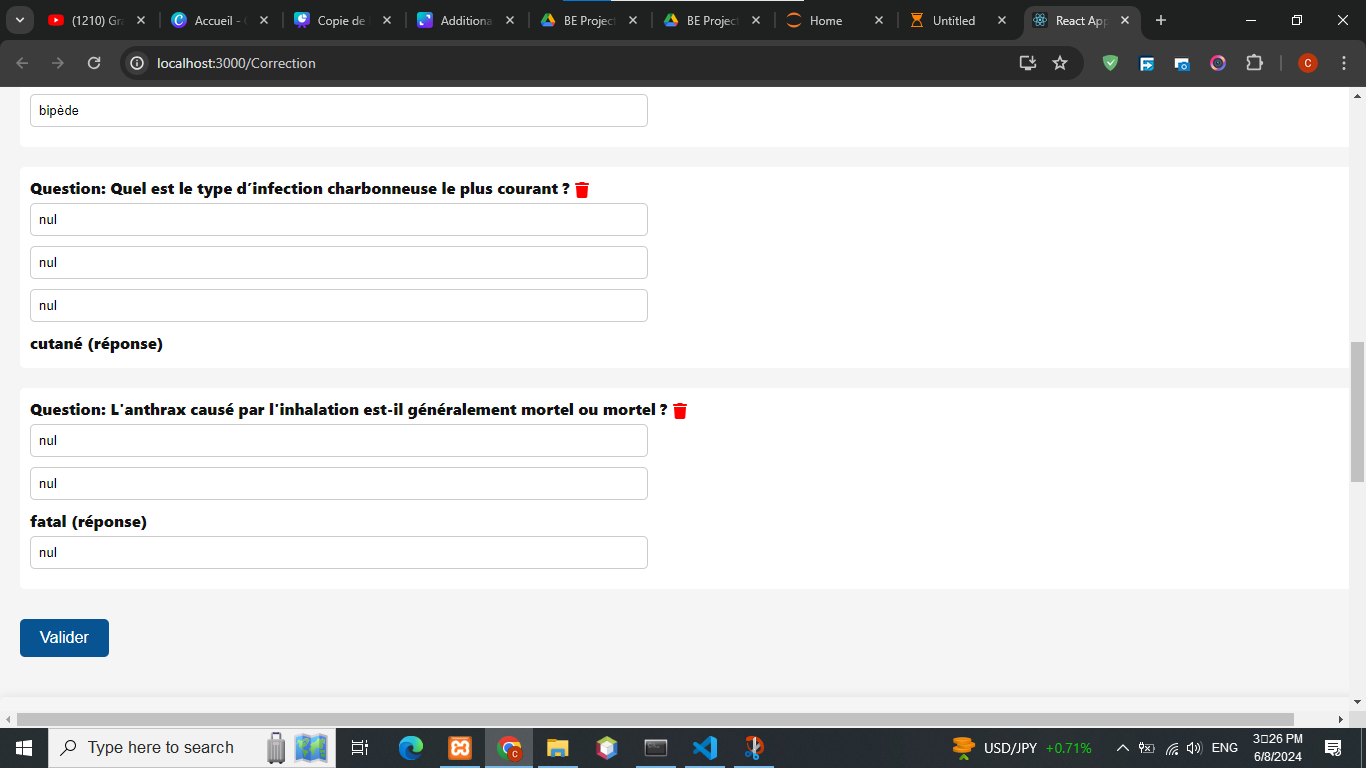 (1210) Gra
Accueil - C
Copie de
Additiona
BE Project
BE Project
Home
Untitled
React App
localhost:3000/Correction
C
bipède
Question: Quel est le type d’infection charbonneuse le plus courant ?
nul
nul
nul
cutané (réponse)
Question: L'anthrax causé par l'inhalation est-il généralement mortel ou mortel ?
nul
nul
fatal (réponse)
nul
Valider
Type here to search
USD/JPY +0.71%
ENG
3□26 PM
6/8/2024